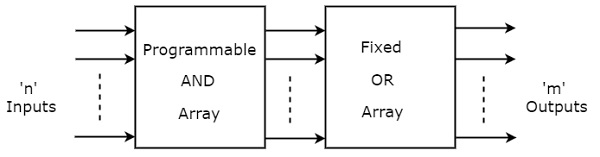 'n'
Inputs
Programmable
AND
Array
Fixed
OR
Array
'm'
Outputs